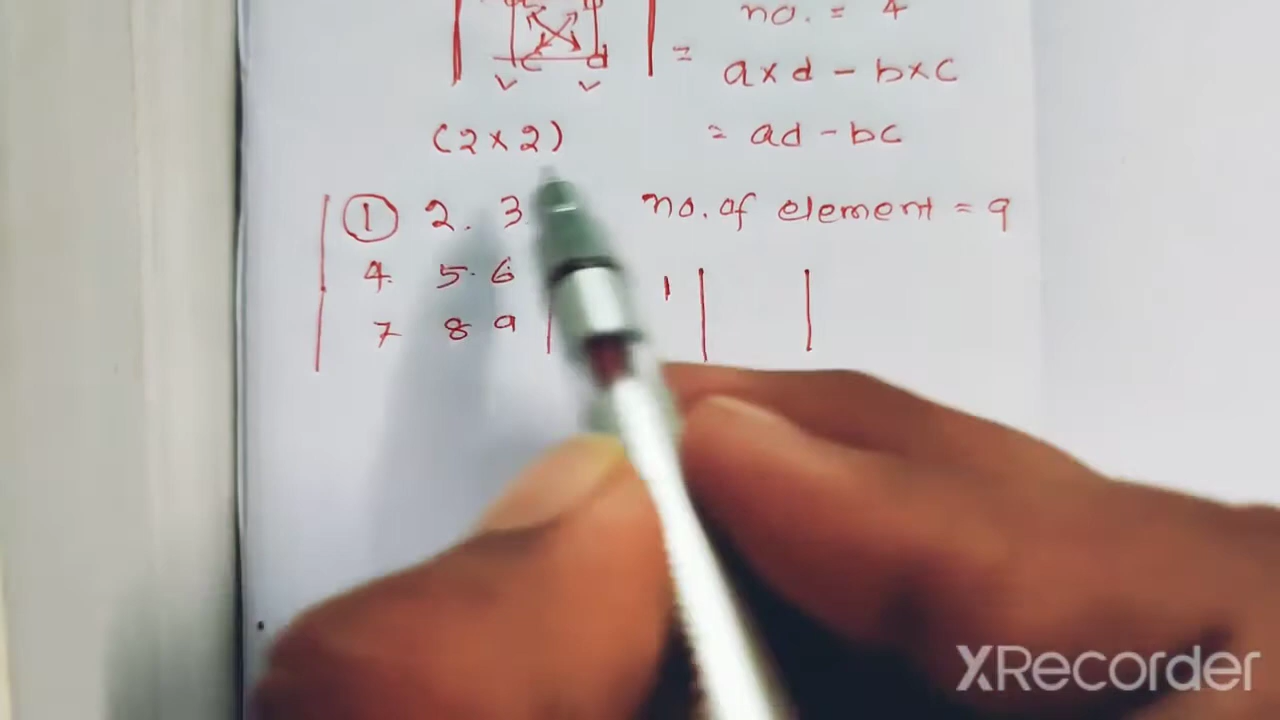 no. = 4
c d = a x d - b x c
(2 x 2) = ad - bc
1 2. 3 no. of element = 9
4. 5. 6 1
7 8 9
XRecorder